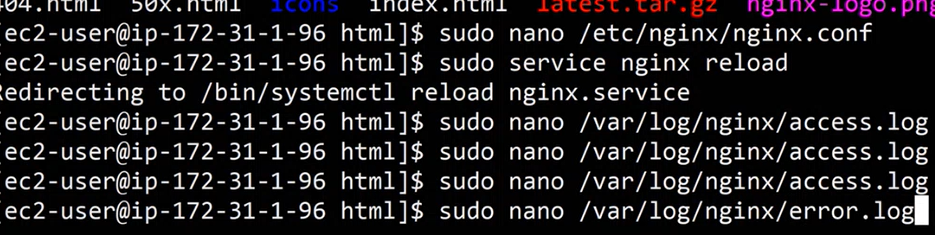 404.html 50x.html icons index.html latest.tar.gz nginx-logo.png
[ec2-user@ip-172-31-1-96 html]$ sudo nano /etc/nginx/nginx.conf
[ec2-user@ip-172-31-1-96 html]$ sudo service nginx reload
Redirecting to /bin/systemctl reload nginx.service
[ec2-user@ip-172-31-1-96 html]$ sudo nano /var/log/nginx/access.log
[ec2-user@ip-172-31-1-96 html]$ sudo nano /var/log/nginx/access.log
[ec2-user@ip-172-31-1-96 html]$ sudo nano /var/log/nginx/access.log
[ec2-user@ip-172-31-1-96 html]$ sudo nano /var/log/nginx/error.log